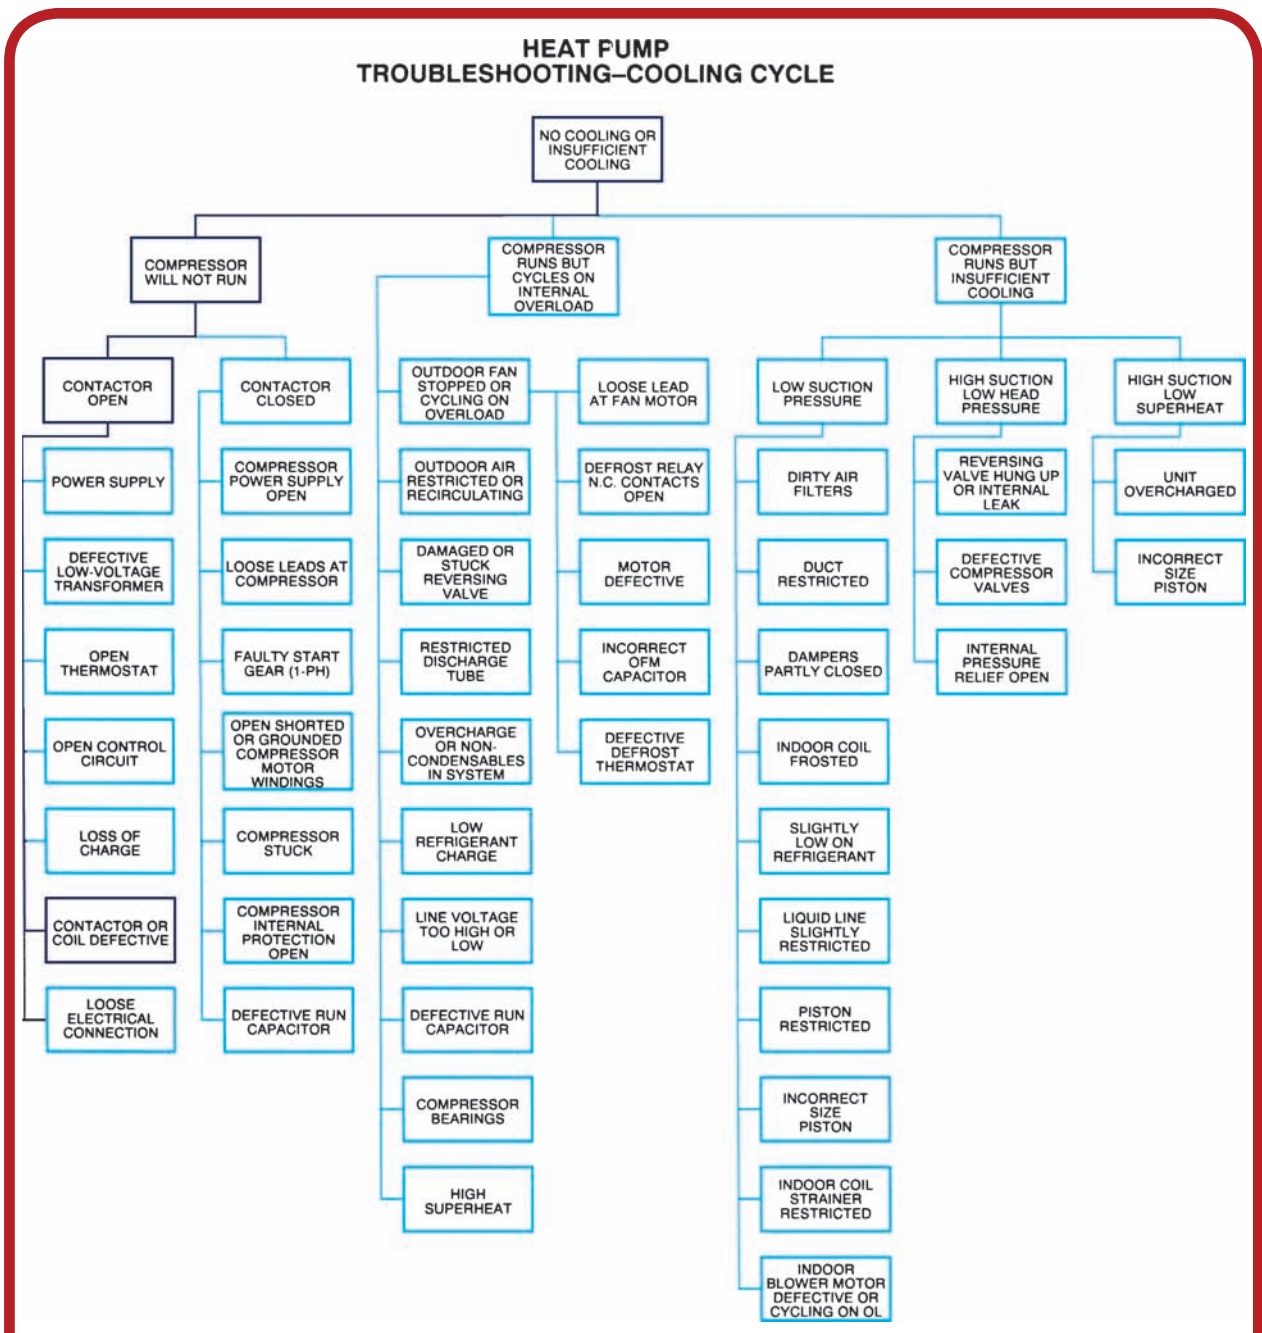 HEAT PUMP
TROUBLESHOOTING–COOLING CYCLE
NO COOLING OR
INSUFFICIENT
COOLING
COMPRESSOR
WILL NOT RUN
COMPRESSOR
RUNS BUT
CYCLES ON
INTERNAL
OVERLOAD
COMPRESSOR
RUNS BUT
INSUFFICIENT
COOLING
CONTACTOR
OPEN
POWER SUPPLY
DEFECTIVE
LOW-VOLTAGE
TRANSFORMER
OPEN
THERMOSTAT
OPEN CONTROL
CIRCUIT
LOSS OF
CHARGE
CONTACTOR OR
COIL DEFECTIVE
LOOSE
ELECTRICAL
CONNECTION
CONTACTOR
CLOSED
COMPRESSOR
POWER SUPPLY
OPEN
LOOSE LEADS AT
COMPRESSOR
FAULTY START
GEAR (1-PH)
OPEN SHORTED
OR GROUNDED
COMPRESSOR
MOTOR
WINDINGS
COMPRESSOR
STUCK
COMPRESSOR
INTERNAL
PROTECTION
OPEN
DEFECTIVE RUN
CAPACITOR
OUTDOOR FAN
STOPPED OR
CYCLING ON
OVERLOAD
OUTDOOR AIR
RESTRICTED OR
RECIRCULATING
DAMAGED OR
STUCK
REVERSING
VALVE
RESTRICTED
DISCHARGE
TUBE
OVERCHARGE
OR NON-
CONDENSABLES
IN SYSTEM
LOW
REFRIGERANT
CHARGE
LINE VOLTAGE
TOO HIGH OR
LOW
DEFECTIVE RUN
CAPACITOR
COMPRESSOR
BEARINGS
HIGH
SUPERHEAT
LOOSE LEAD
AT FAN MOTOR
DEFROST RELAY
N.C. CONTACTS
OPEN
MOTOR
DEFECTIVE
INCORRECT
OFM
CAPACITOR
DEFECTIVE
DEFROST
THERMOSTAT
LOW SUCTION
PRESSURE
DIRTY AIR
FILTERS
DUCT
RESTRICTED
DAMPERS
PARTLY CLOSED
INDOOR COIL
FROSTED
SLIGHTLY
LOW ON
REFRIGERANT
LIQUID LINE
SLIGHTLY
RESTRICTED
PISTON
RESTRICTED
INCORRECT
SIZE
PISTON
INDOOR COIL
STRAINER
RESTRICTED
INDOOR
BLOWER MOTOR
DEFECTIVE OR
CYCLING ON OL
HIGH SUCTION
LOW HEAD
PRESSURE
REVERSING
VALVE HUNG UP
OR INTERNAL
LEAK
DEFECTIVE
COMPRESSOR
VALVES
INTERNAL
PRESSURE
RELIEF OPEN
HIGH SUCTION
LOW
SUPERHEAT
UNIT
OVERCHARGED
INCORRECT
SIZE
PISTON